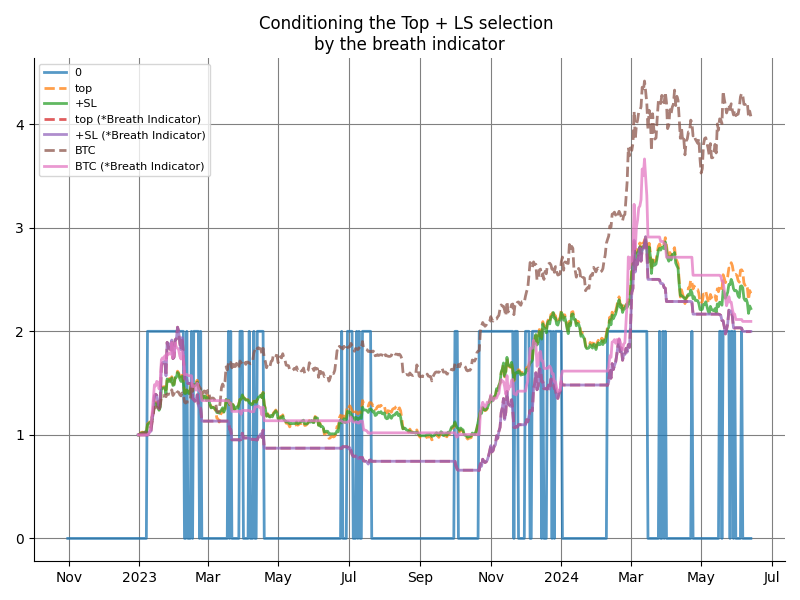 Conditioning the Top + LS selection
by the breath indicator
0
top
+SL
top (*Breath Indicator)
+SL (*Breath Indicator)
BTC
BTC (*Breath Indicator)
4
3
2
1
0
Nov 2023 Mar May Jul Sep Nov 2024 Mar May Jul